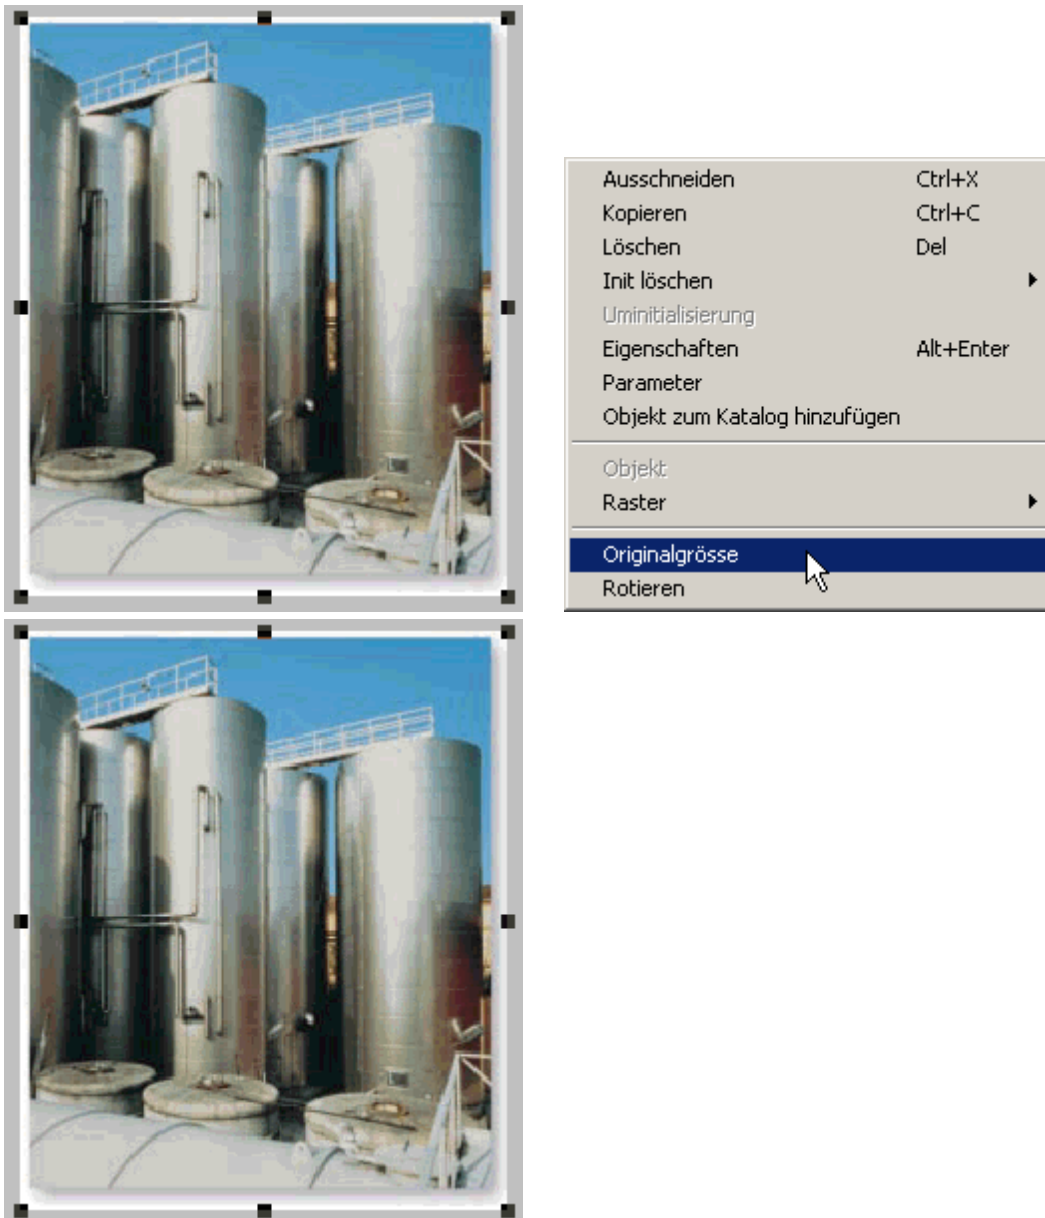 Ausschneiden Ctrl+X
Kopieren Ctrl+C
Löschen Del
Init löschen
Uminitialisierung
Eigenschaften Alt+Enter
Parameter
Objekt zum Katalog hinzufügen
Objekt
Raster
Originalgrösse
Rotieren